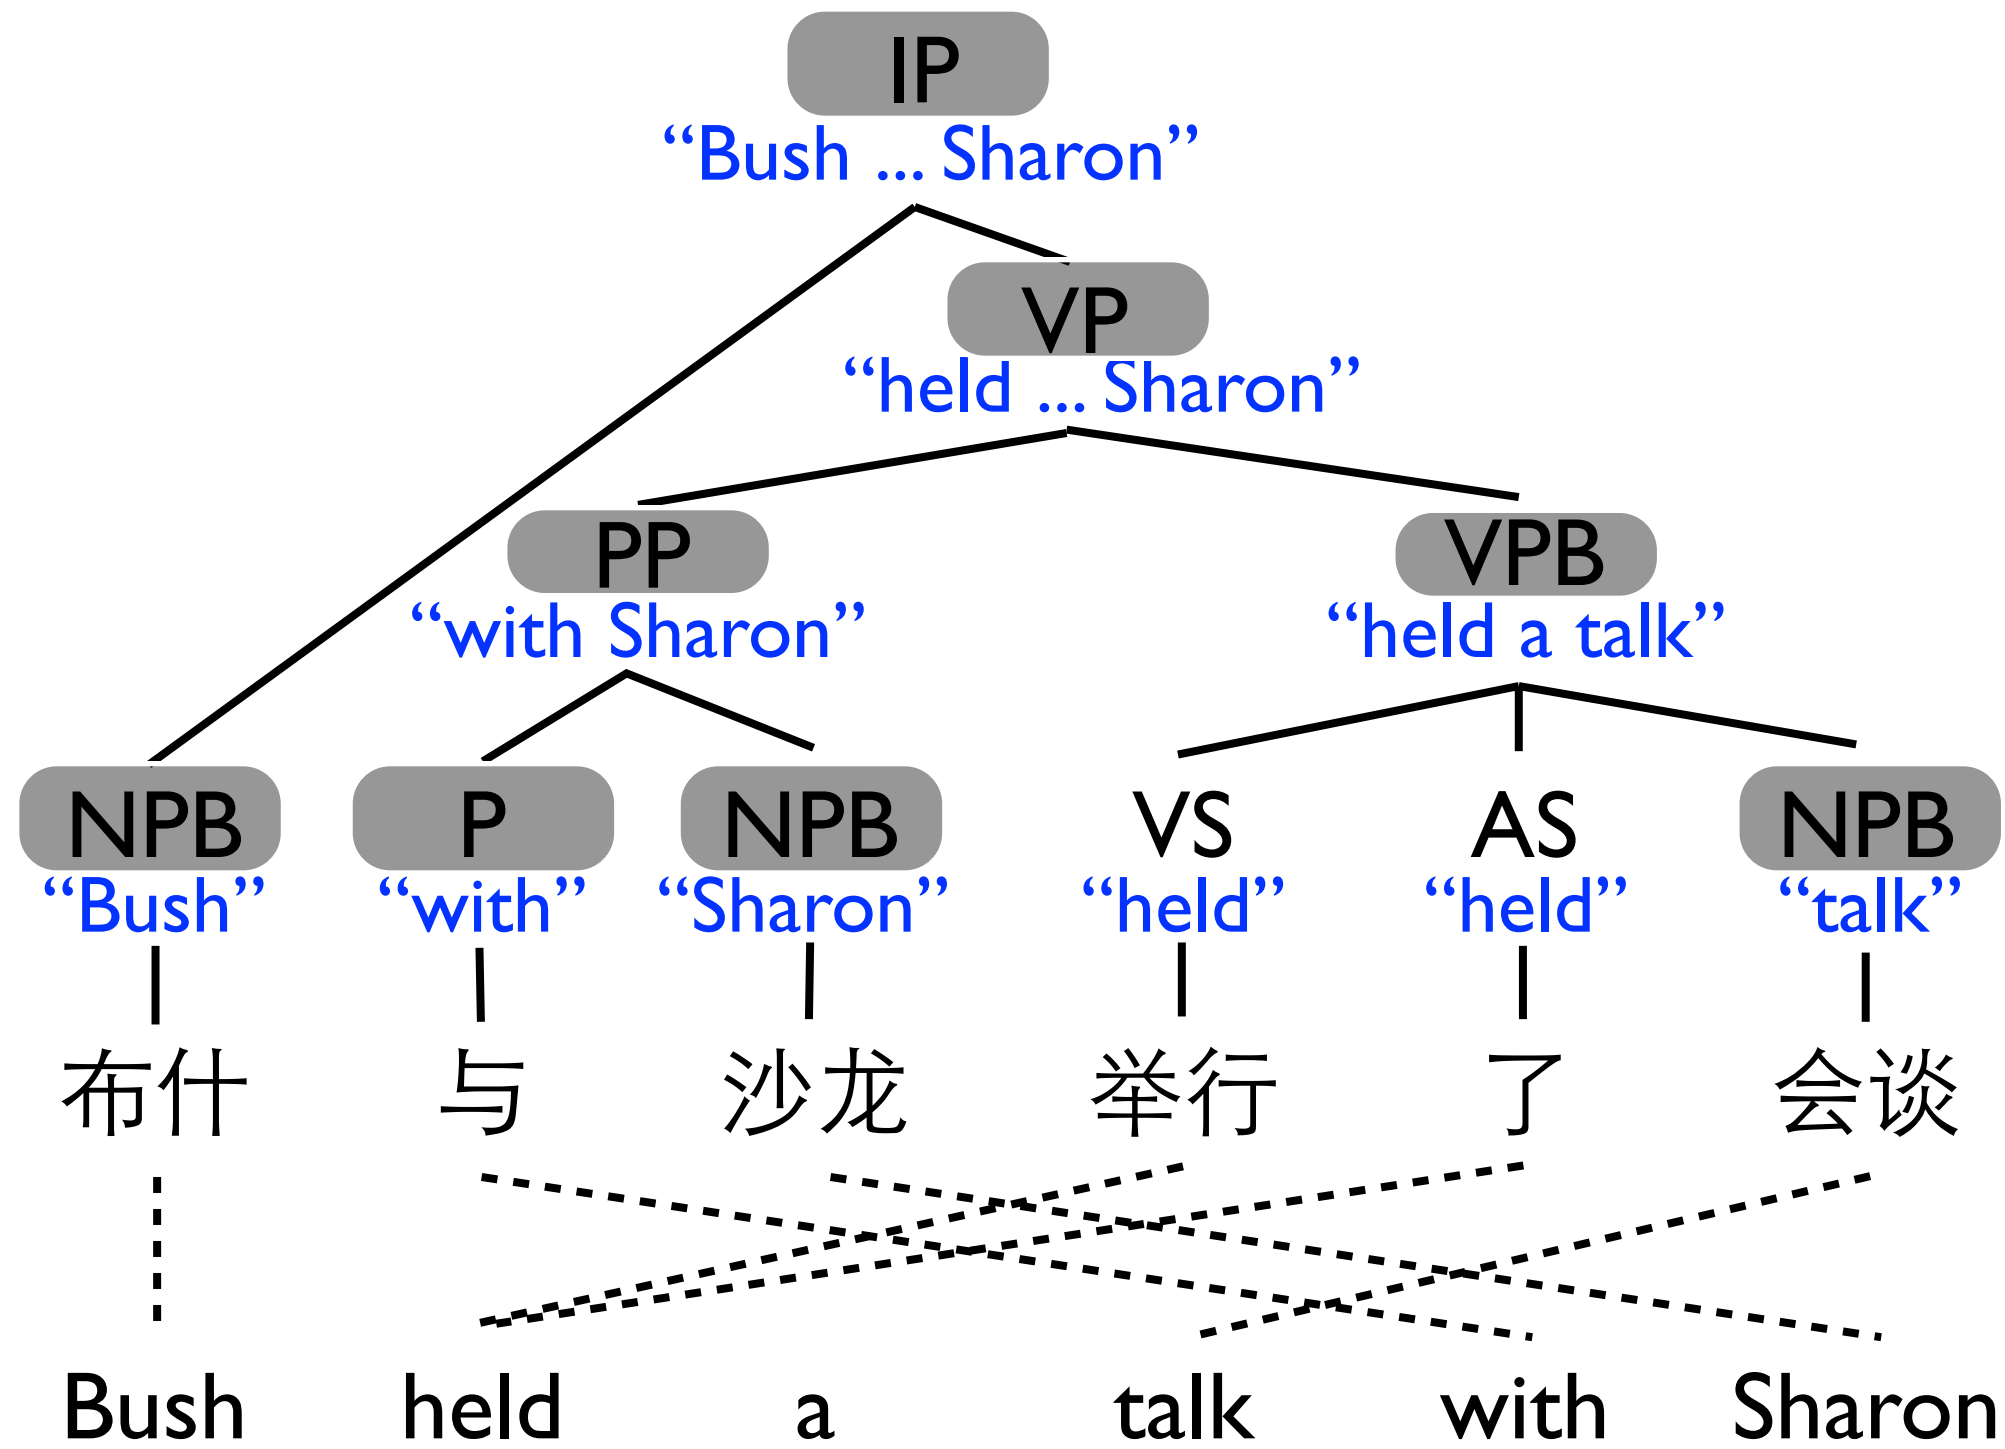 IP
“Bush ... Sharon”
VP
“held ... Sharon”
PP VPB
“with Sharon” “held a talk”
NPB P NPB VS AS NPB
“Bush” “with” “Sharon” “held” “held” “talk”
布什 与 沙龙 举行 了 会谈
Bush held a talk with Sharon